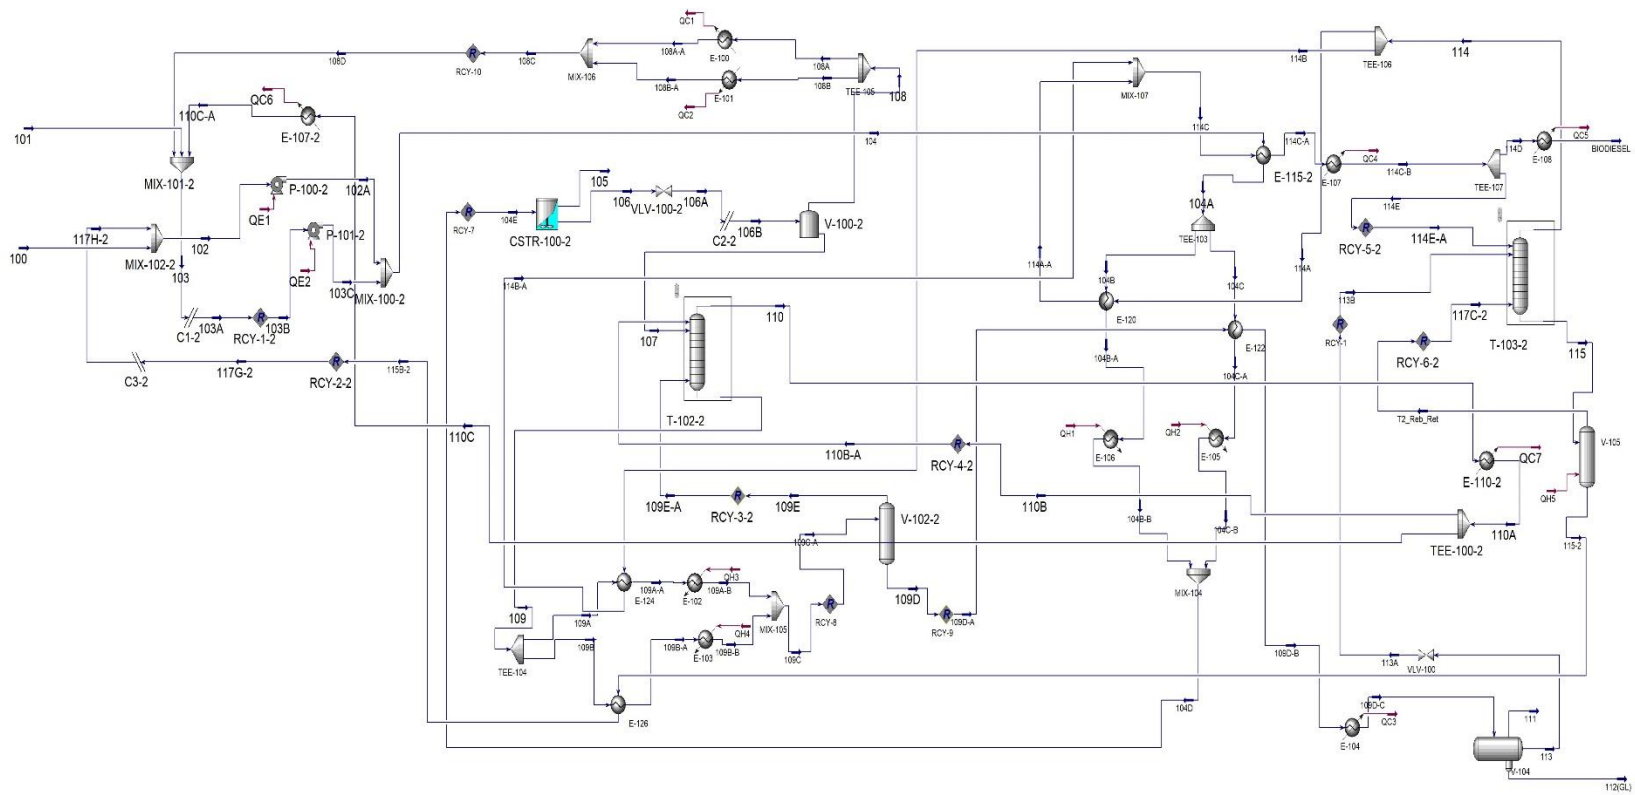 QC1
108A-A
E-100
108A
108D
RCY-10
108C
MIX-106
TEE-105
108
108B-A
E-101
108B
QC2
114B
TEE-106
114
MIX-107
QC6
110C-A
E-107-2
101
MIX-101-2
104
114C
114C-A
E-115-2
QC4
E-107
114C-B
TEE-107
114D
QC5
E-108
BIODIESEL
P-100-2
102A
QE1
105
106
VLV-100-2
106A
104E
RCY-7
CSTR-100-2
C2-2
106B
V-100-2
104A
TEE-103
114E
RCY-5-2
114E-A
117H-2
100
MIX-102-2
102
103
P-101-2
QE2
103C
MIX-100-2
114B-A
114A-A
104B
104C
114A
E-120
113B
117C-2
T-103-2
115
C1-2
103A
RCY-1-2
103B
107
110
E-122
RCY-1
RCY-6-2
104B-A
104C-A
C3-2
117G-2
RCY-2-2
115B-2
T-102-2
T2_Reb_Ret
V-105
110C
110B-A
RCY-4-2
QH1
E-106
QH2
E-105
QC7
E-110-2
QH5
109E-A
RCY-3-2
109E
V-102-2
110B
104B-B
104C-B
TEE-100-2
110A
115-2
109C-A
MIX-104
E-124
109A-A
E-102
QH3
109A-B
MIX-105
RCY-8
109D
RCY-9
109D-A
109
109A
TEE-104
109B
109B-A
E-103
QH4
109B-B
109C
109D-B
113A
VLV-100
E-126
104D
109D-C
QC3
E-104
111
113
V-104
112(GL)